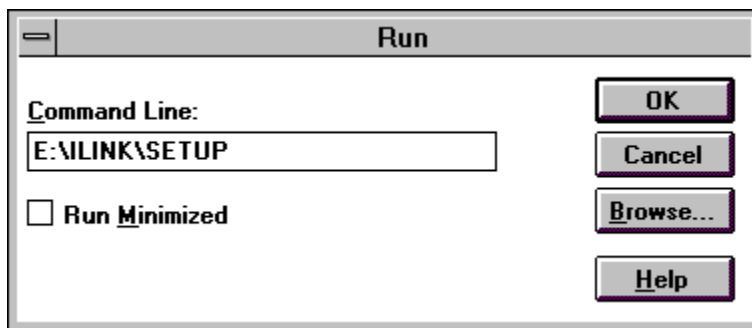 Run
Command Line:
E:\ILINK\SETUP
Run Minimized
OK
Cancel
Browse...
Help